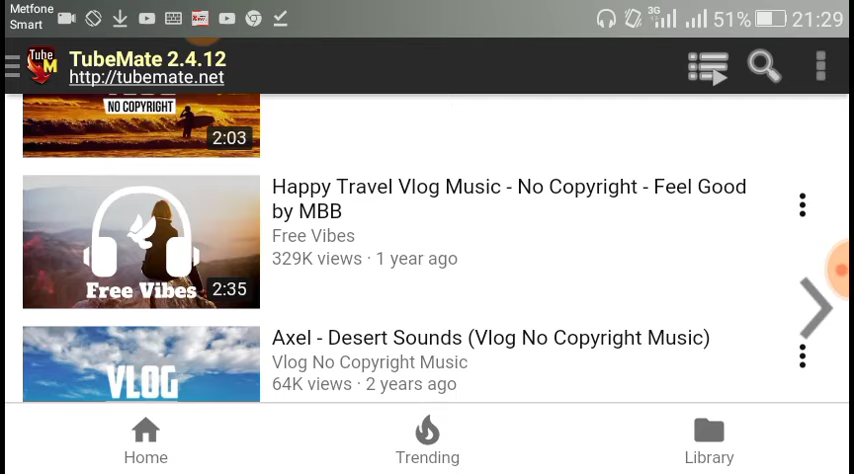 Metfone
Smart
3G
51%
21:29
Tube
M
TubeMate 2.4.12
http://tubemate.net
NO COPYRIGHT
2:03
Happy Travel Vlog Music - No Copyright - Feel Good
by MBB
Free Vibes
329K views · 1 year ago
Free Vibes
2:35
Axel - Desert Sounds (Vlog No Copyright Music)
Vlog No Copyright Music
64K views · 2 years ago
VLOG
Home
Trending
Library